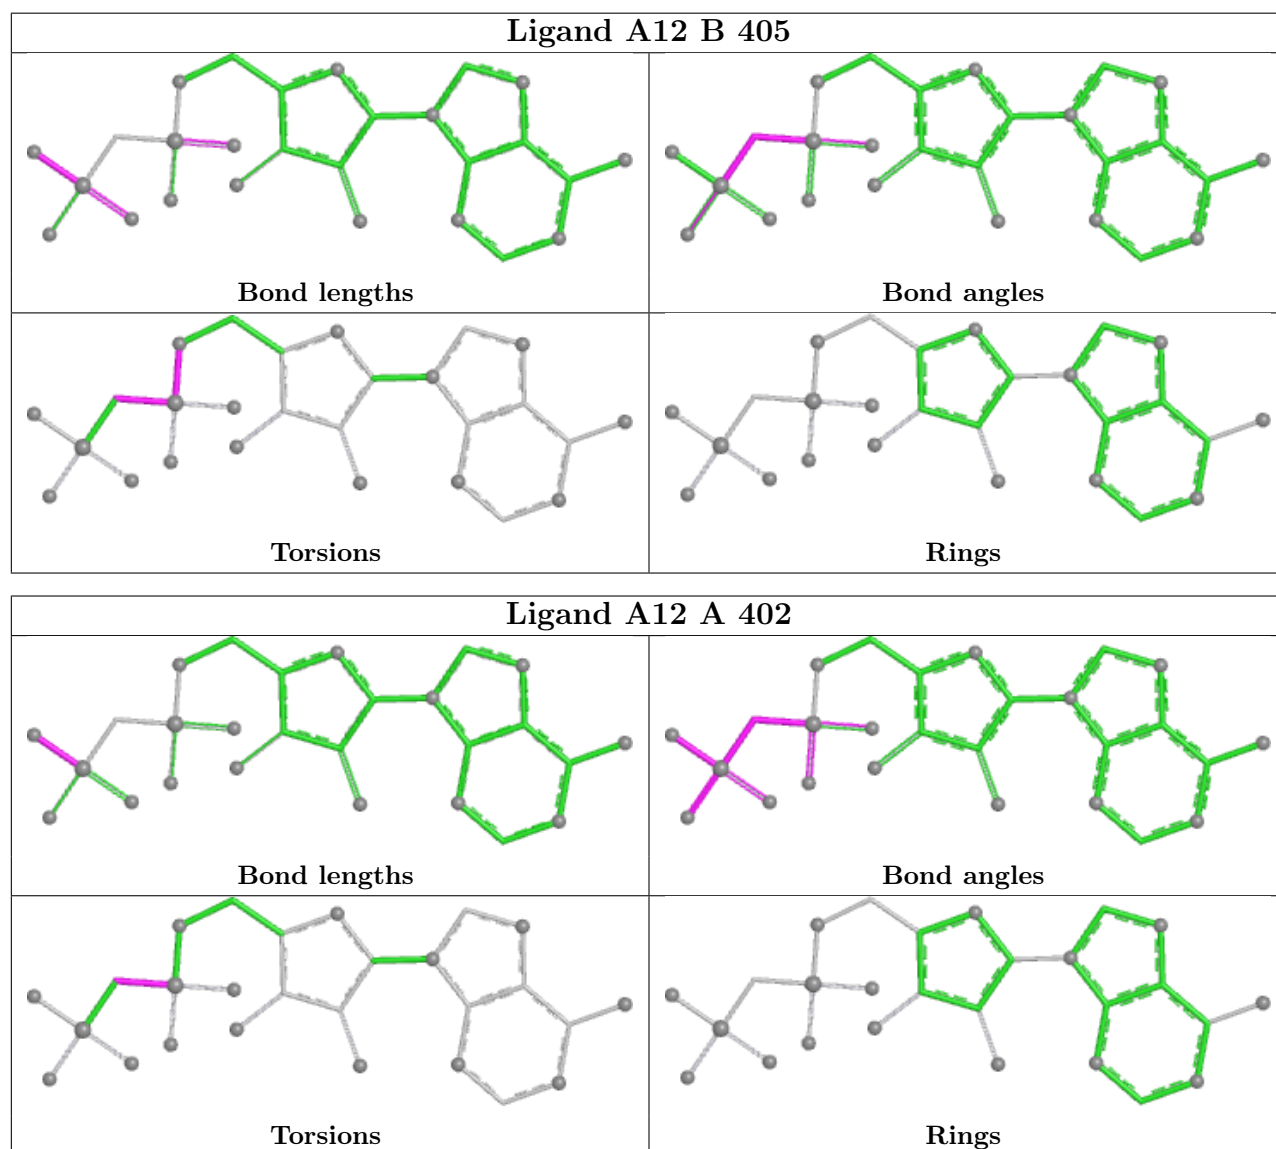 Ligand A12 B 405
Bond lengths
Bond angles
Torsions
Rings
Ligand A12 A 402
Bond lengths
Bond angles
Torsions
Rings